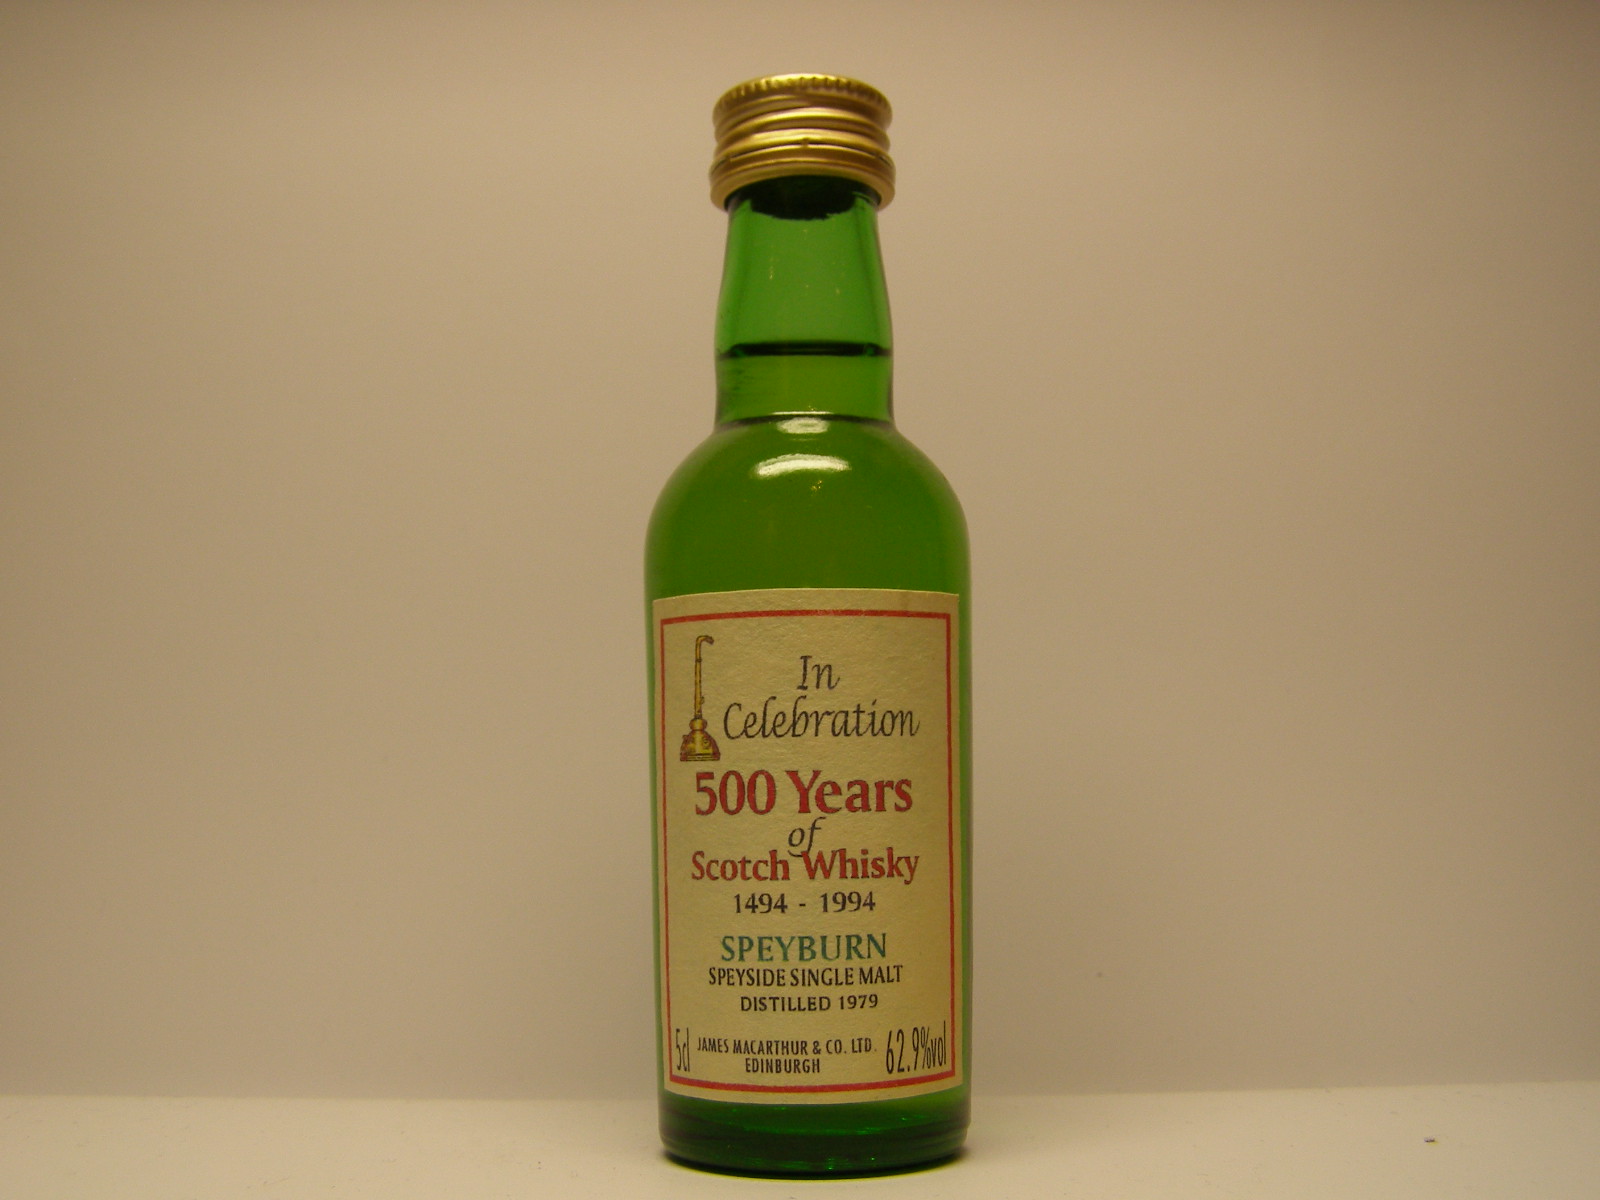 In
Celebration
500 Years
of
Scotch Whisky
1494 - 1994
SPEYBURN
SPEYSIDE SINGLE MALT
DISTILLED 1979
5cl JAMES MACARTHUR & CO. LTD. 62.9%vol
EDINBURGH